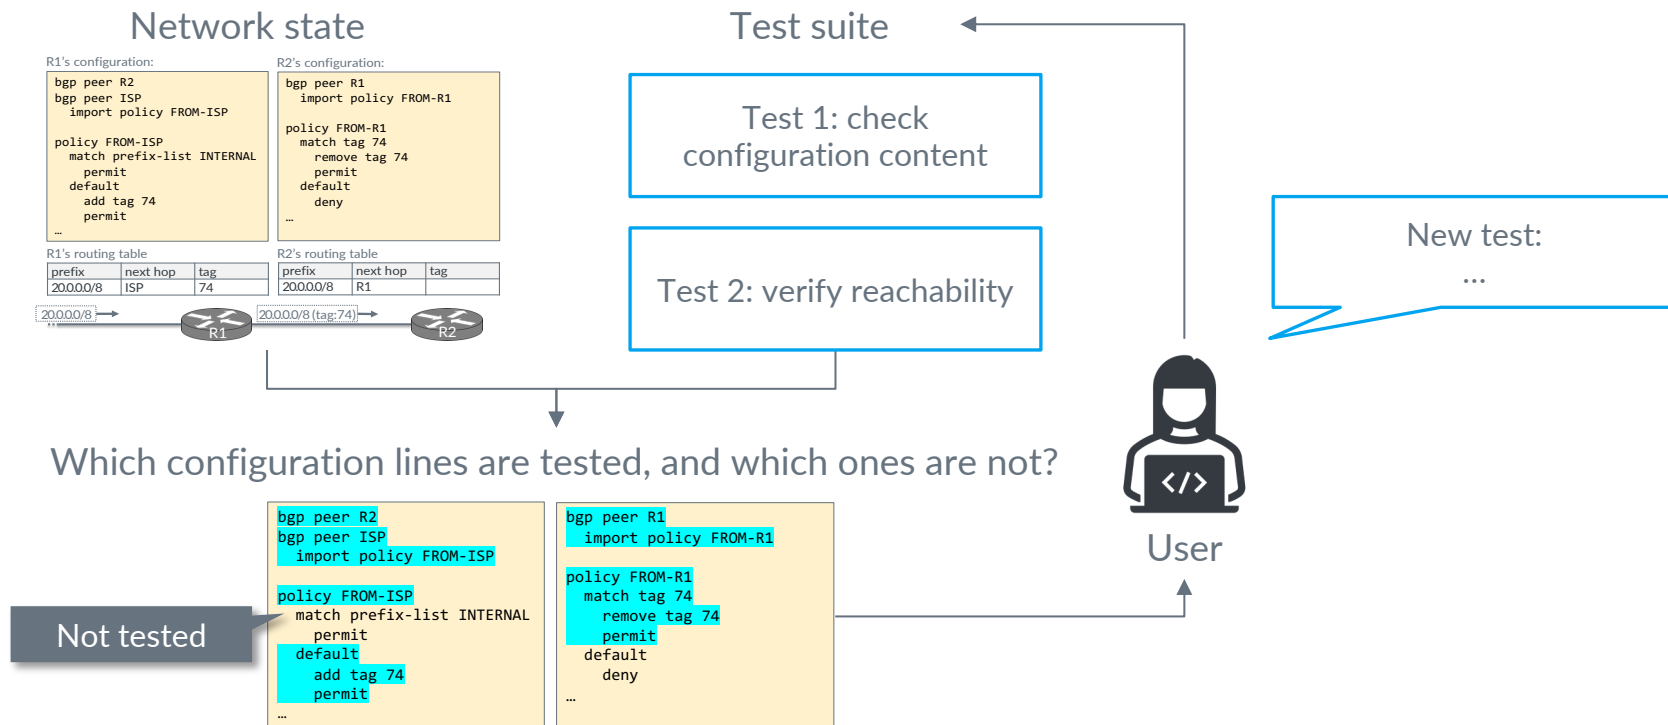 Network state
R1's configuration:
bgp peer R2
bgp peer ISP
import policy FROM-ISP
policy FROM-ISP
match prefix-list INTERNAL
permit
default
add tag 74
permit
…
R2's configuration:
bgp peer R1
import policy FROM-R1
policy FROM-R1
match tag 74
remove tag 74
permit
default
deny
…
R1's routing table
prefix next hop tag
20.0.0.0/8 ISP 74
R2's routing table
prefix next hop tag
20.0.0.0/8 R1
20.0.0.0/8
...
R1
20.0.0.0/8 (tag:74)
R2
Test suite
Test 1: check
configuration content
Test 2: verify reachability
New test:
...
</>
User
Which configuration lines are tested, and which ones are not?
Not tested
bgp peer R2
bgp peer ISP
import policy FROM-ISP
policy FROM-ISP
match prefix-list INTERNAL
permit
default
add tag 74
permit
…
bgp peer R1
import policy FROM-R1
policy FROM-R1
match tag 74
remove tag 74
permit
default
deny
…